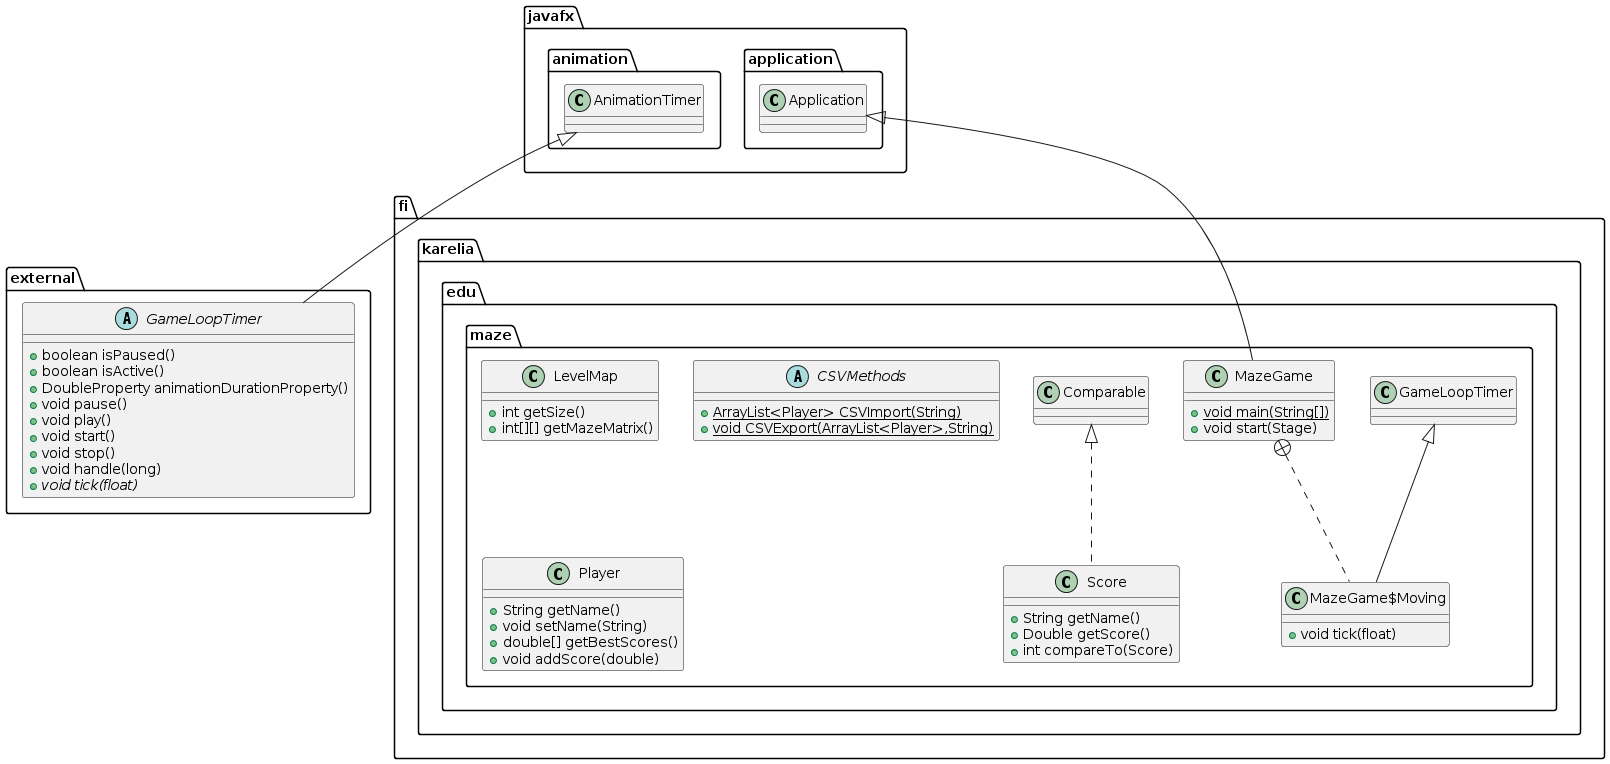 javafx
animation
C AnimationTimer
application
C Application
external
A GameLoopTimer
boolean isPaused()
boolean isActive()
DoubleProperty animationDurationProperty()
void pause()
void play()
void start()
void stop()
void handle(long)
void tick(float)
fi
karelia
edu
maze
C LevelMap
int getSize()
int[][] getMazeMatrix()
A CSVMethods
ArrayList<Player> CSVImport(String)
void CSVExport(ArrayList<Player>,String)
C Comparable
C MazeGame
void main(String[])
void start(Stage)
C GameLoopTimer
C Player
String getName()
void setName(String)
double[] getBestScores()
void addScore(double)
C Score
String getName()
Double getScore()
int compareTo(Score)
C MazeGame$Moving
void tick(float)